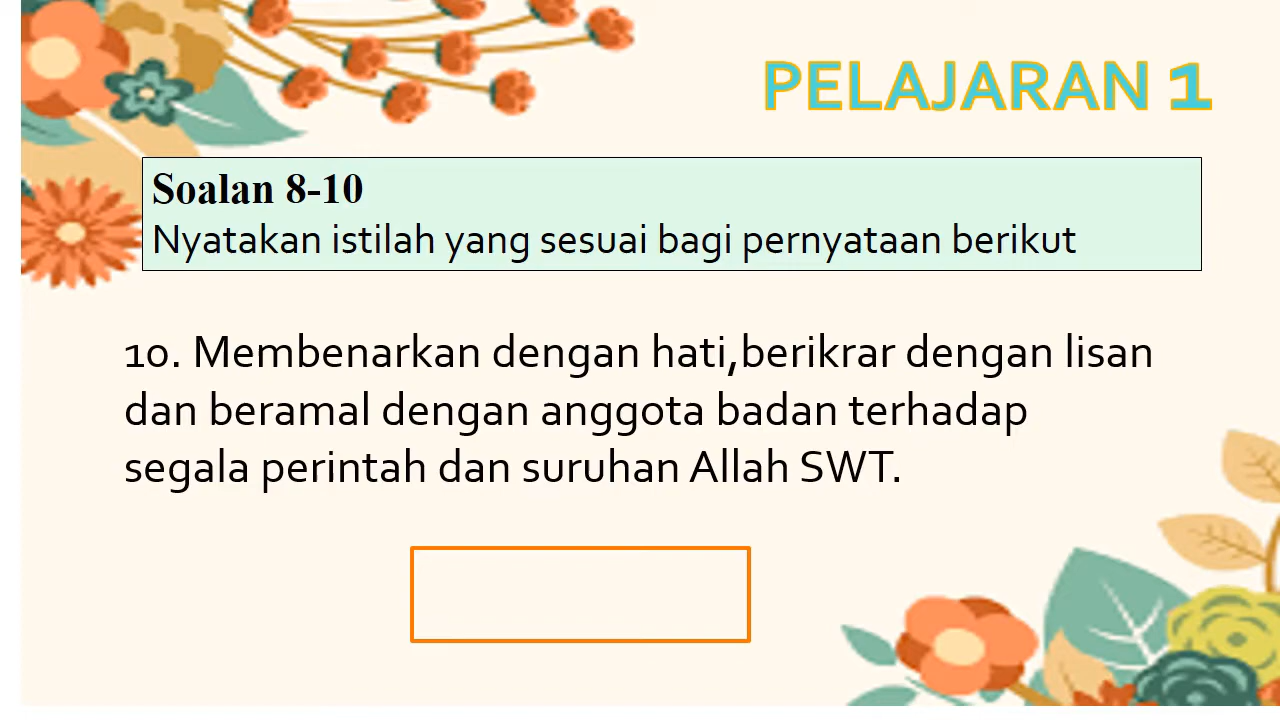 PELAJARAN 1
Soalan 8-10
Nyatakan istilah yang sesuai bagi pernyataan berikut
10. Membenarkan dengan hati,berikrar dengan lisan
dan beramal dengan anggota badan terhadap
segala perintah dan suruhan Allah SWT.